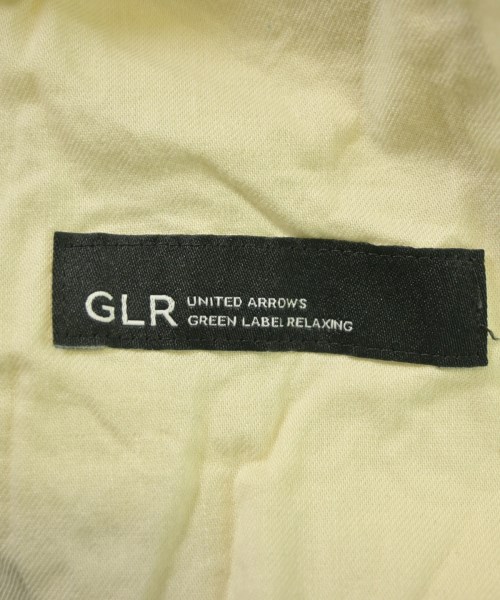 GLR
UNITED ARROWS
GREEN LABEL RELAXING